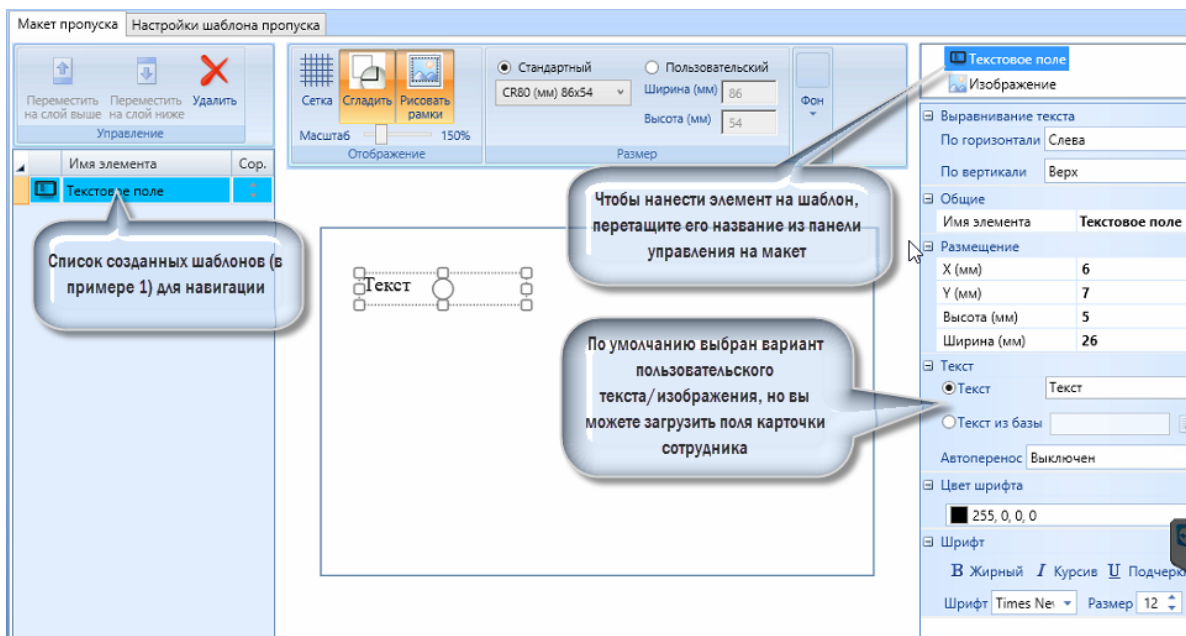 Макет пропуска
Настройки шаблона пропуска
Переместить на слой выше
Переместить на слой ниже
Удалить
Управление
Имя элемента
Сор.
Текстовое поле
Список созданных шаблонов (в
примере 1) для навигации
Сетка
Сгладить
Рисовать рамки
Масштаб
150%
Отображение
Стандартный
CR80 (мм) 86x54
Пользовательский
Ширина (мм) 86
Высота (мм) 54
Размер
Фон
Чтобы нанести элемент на шаблон,
перетащите его название из панели
управления на макет
Текст
По умолчанию выбран вариант
пользовательского
текста/изображения, но вы
можете загрузить поля карточки
сотрудника
Текстовое поле
Изображение
Выравнивание текста
По горизонтали Слева
По вертикали Верх
Общие
Имя элемента Текстовое поле
Размещение
X (мм) 6
Y (мм) 7
Высота (мм) 5
Ширина (мм) 26
Текст
Текст Текст
Текст из базы
Автоперенос Выключен
Цвет шрифта
255, 0, 0, 0
Шрифт
B Жирный I Курсив U Подчерк
Шрифт Times Ne Размер 12